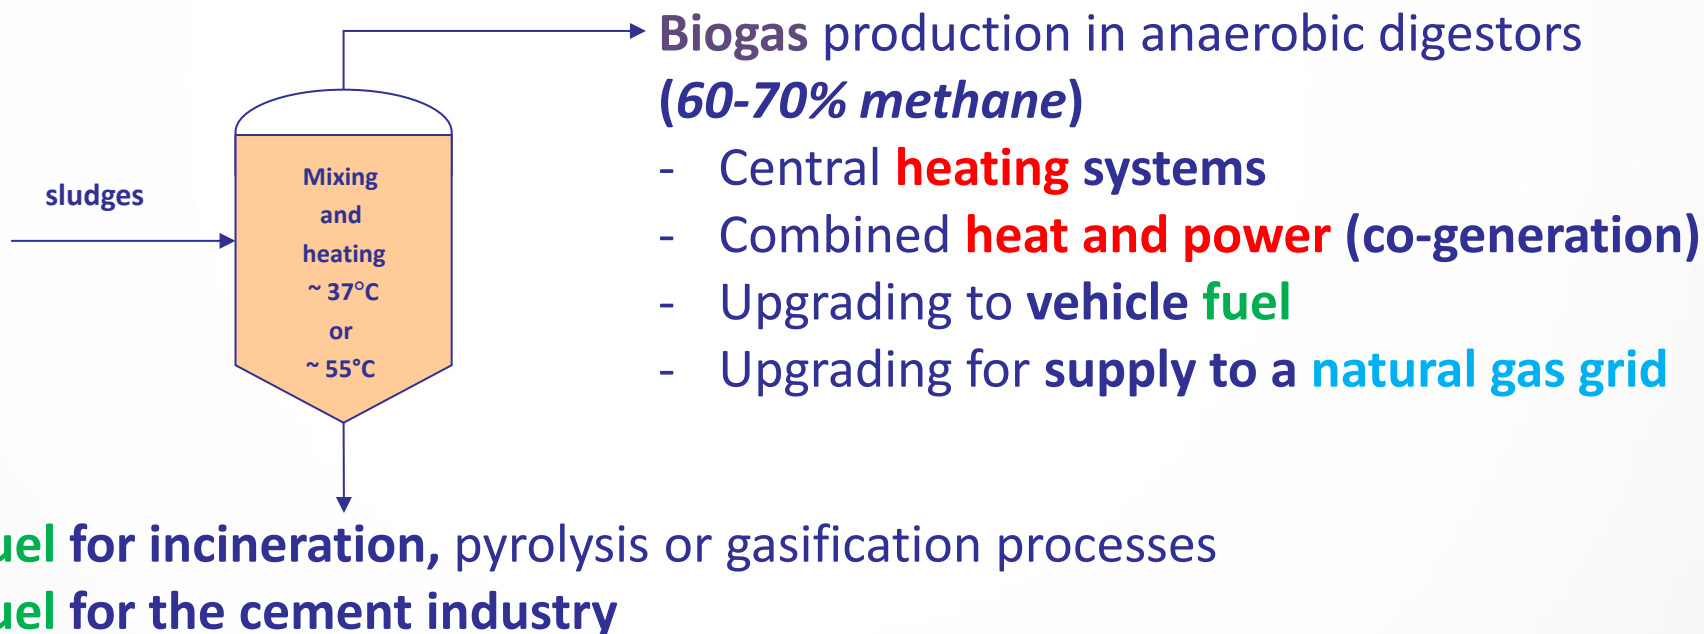 Biogas production in anaerobic digestors
(60-70% methane)
- Central heating systems
- Combined heat and power (co-generation)
- Upgrading to vehicle fuel
- Upgrading for supply to a natural gas grid
sludges
Mixing
and
heating
~ 37°C
or
~ 55°C
uel for incineration, pyrolysis or gasification processes
uel for the cement industry